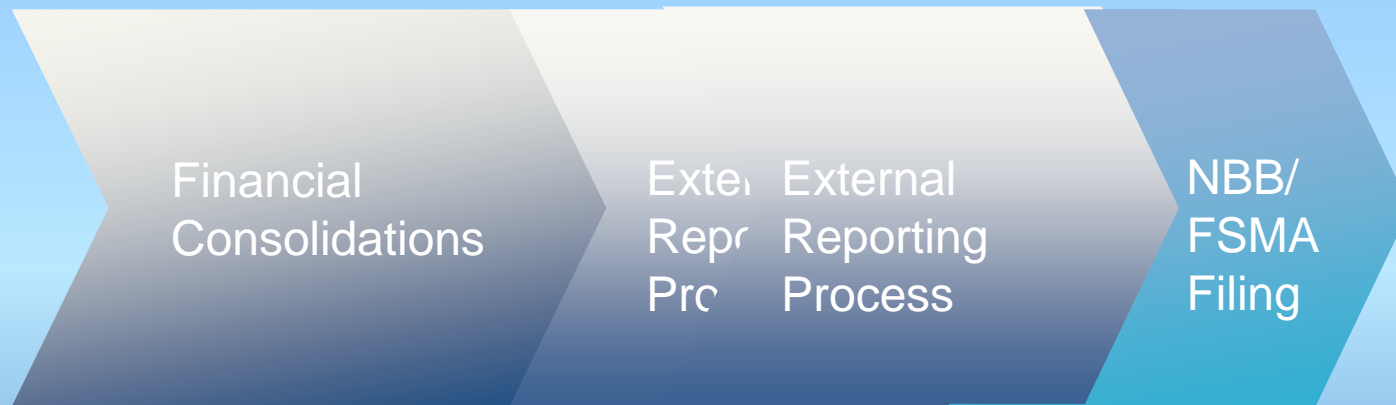 Financial
Consolidations
External
Reporting
Process
NBB/
FSMA
Filing